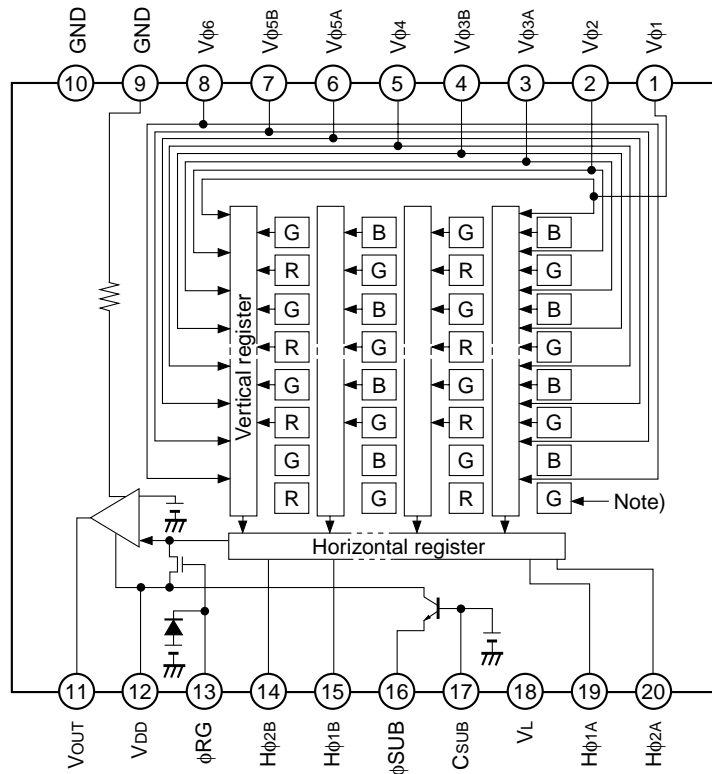 GND GND Vφ6 Vφ5B Vφ5A Vφ4 Vφ3B Vφ3A Vφ2 Vφ1
10 9 8 7 6 5 4 3 2 1
Vertical register
G B G B
R G R G
G B G B
R G R G
G B G B
R G R G
G B G B
R G R G
Note)
Horizontal register
11 12 13 14 15 16 17 18 19 20
VOUT VDD φRG Hφ2B Hφ1B φSUB CSUB VL Hφ1A Hφ2A